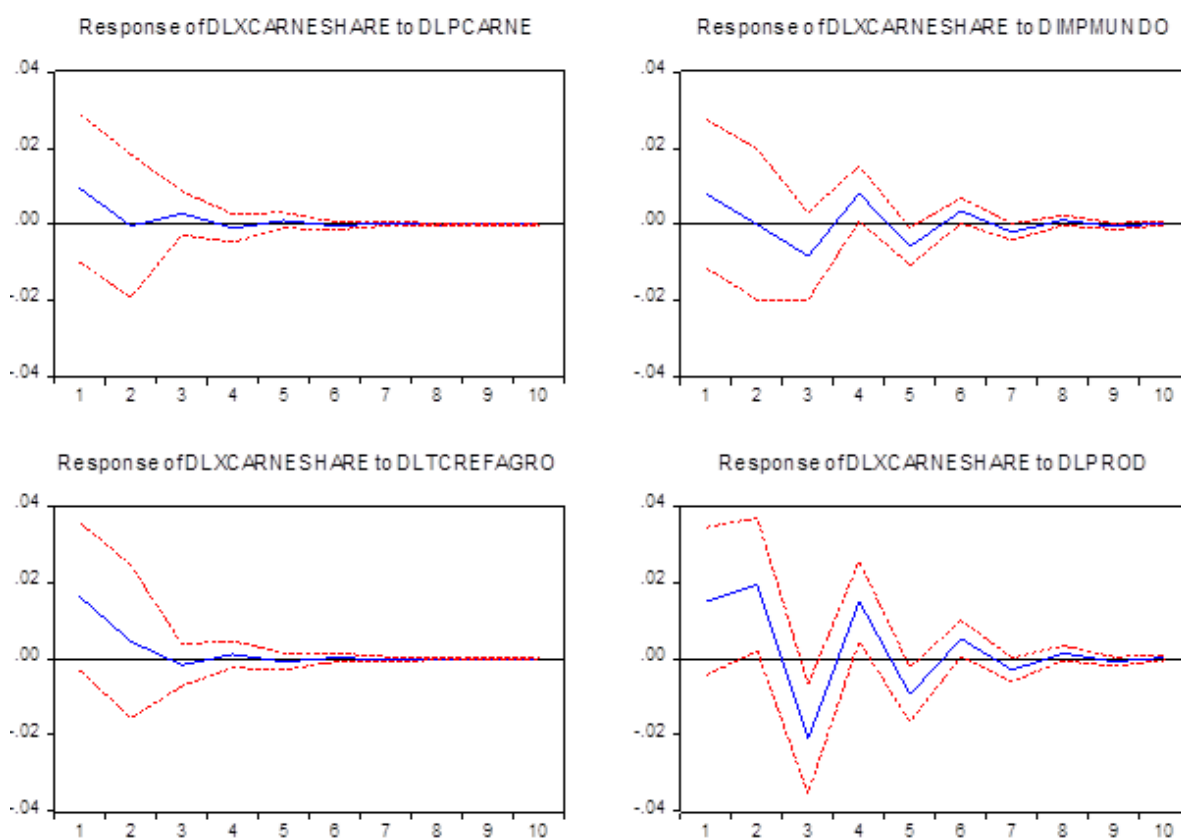 Response of DLXCARNESHARE to DLPCARNE
.04
.02
.00
-.02
-.04
1 2 3 4 5 6 7 8 9 10
Response of DLXCARNESHARE to DIMPMUNDO
.04
.02
.00
-.02
-.04
1 2 3 4 5 6 7 8 9 10
Response of DLXCARNESHARE to DLTCREFAGRO
.04
.02
.00
-.02
-.04
1 2 3 4 5 6 7 8 9 10
Response of DLXCARNESHARE to DLPROD
.04
.02
.00
-.02
-.04
1 2 3 4 5 6 7 8 9 10